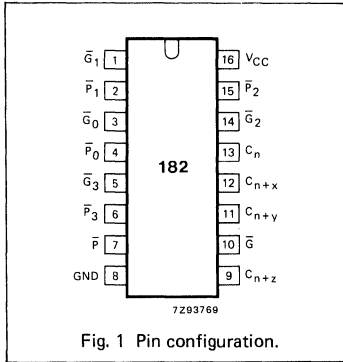 G̅1 1 16 VCC
P̅1 2 15 P̅2
G̅0 3 14 G̅2
P̅0 4 13 Cn
182
G̅3 5 12 Cn+x
P̅3 6 11 Cn+y
P̅ 7 10 G̅
GND 8 9 Cn+z
7Z93769
Fig. 1 Pin configuration.